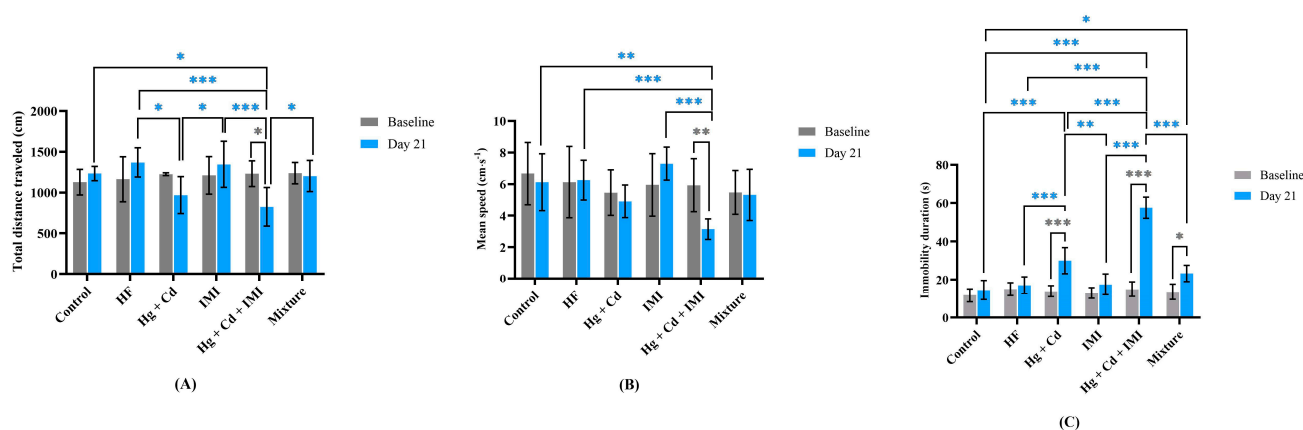 *
***
* * *** *
*
Total distance traveled (cm)
2000
1500
1000
500
0
Control
HF
Hg + Cd
IMI
Hg + Cd + IMI
Mixture
Baseline
Day 21
(A)
**
***
***
**
Mean speed (cm·s-1)
10
8
6
4
2
0
Control
HF
Hg + Cd
IMI
Hg + Cd + IMI
Mixture
Baseline
Day 21
(B)
*
***
***
*** ***
** ***
***
***
***
***
*
Immobility duration (s)
80
60
40
20
0
Control
HF
Hg + Cd
IMI
Hg + Cd + IMI
Mixture
Baseline
Day 21
(C)